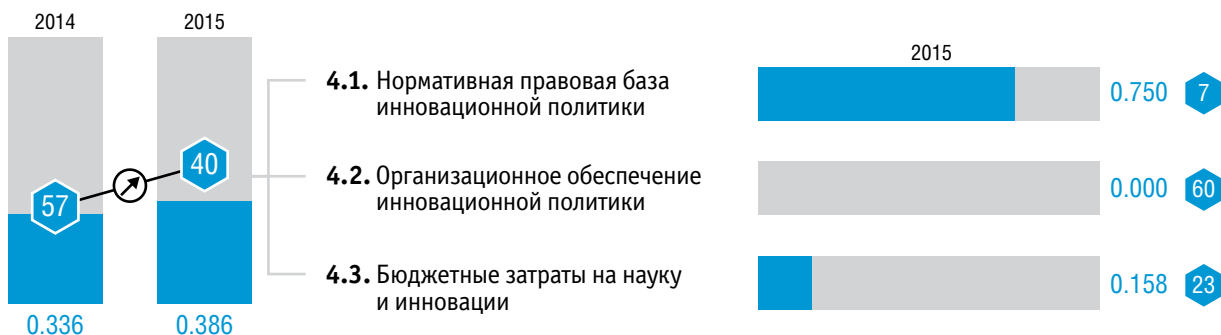 2014
2015
57
40
0.336
0.386
4.1. Нормативная правовая база
инновационной политики
4.2. Организационное обеспечение
инновационной политики
4.3. Бюджетные затраты на науку
и инновации
2015
0.750 7
0.000 60
0.158 23